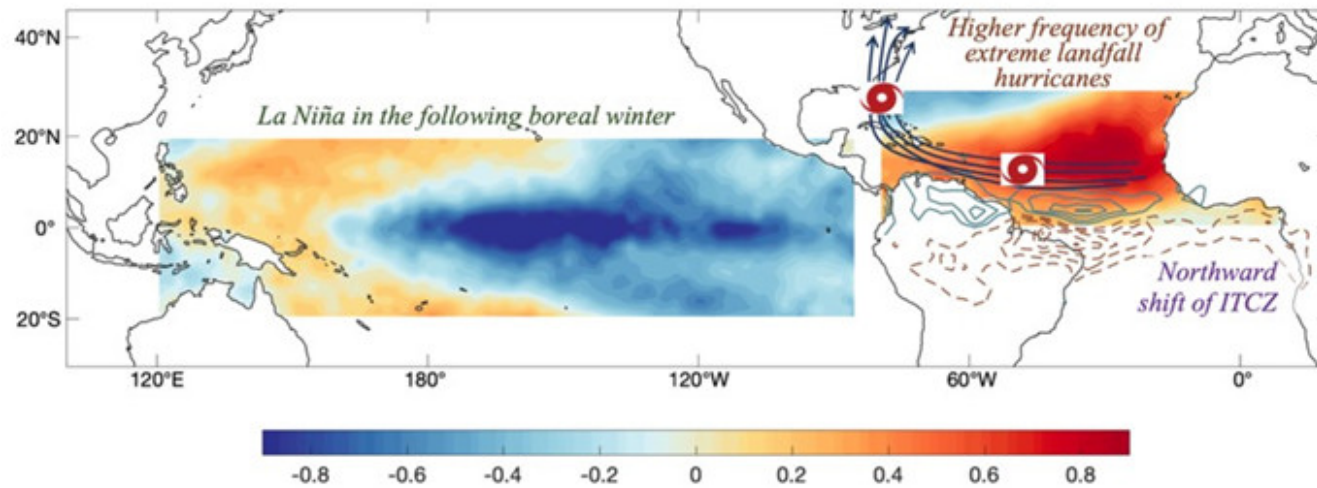 40°N
20°N
0°
20°S
La Niña in the following boreal winter
Higher frequency of
extreme landfall
hurricanes
Northward
shift of ITCZ
120°E 180° 120°W 60°W 0°
-0.8 -0.6 -0.4 -0.2 0 0.2 0.4 0.6 0.8